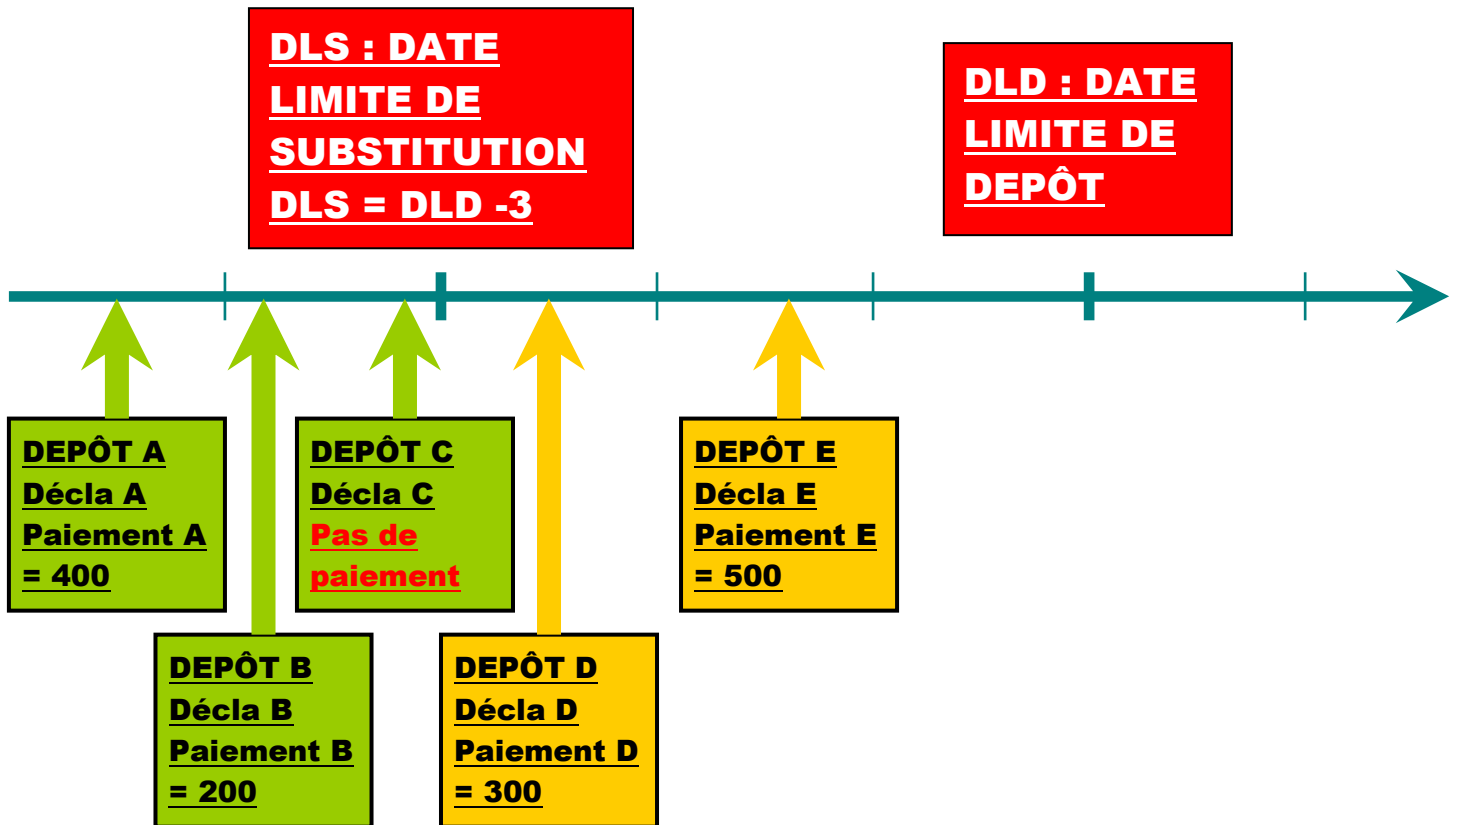 DLS : DATE
LIMITE DE
SUBSTITUTION
DLS = DLD -3
DLD : DATE
LIMITE DE
DEPÔT
DEPÔT A
Décla A
Paiement A
= 400
DEPÔT B
Décla B
Paiement B
= 200
DEPÔT C
Décla C
Pas de
paiement
DEPÔT D
Décla D
Paiement D
= 300
DEPÔT E
Décla E
Paiement E
= 500